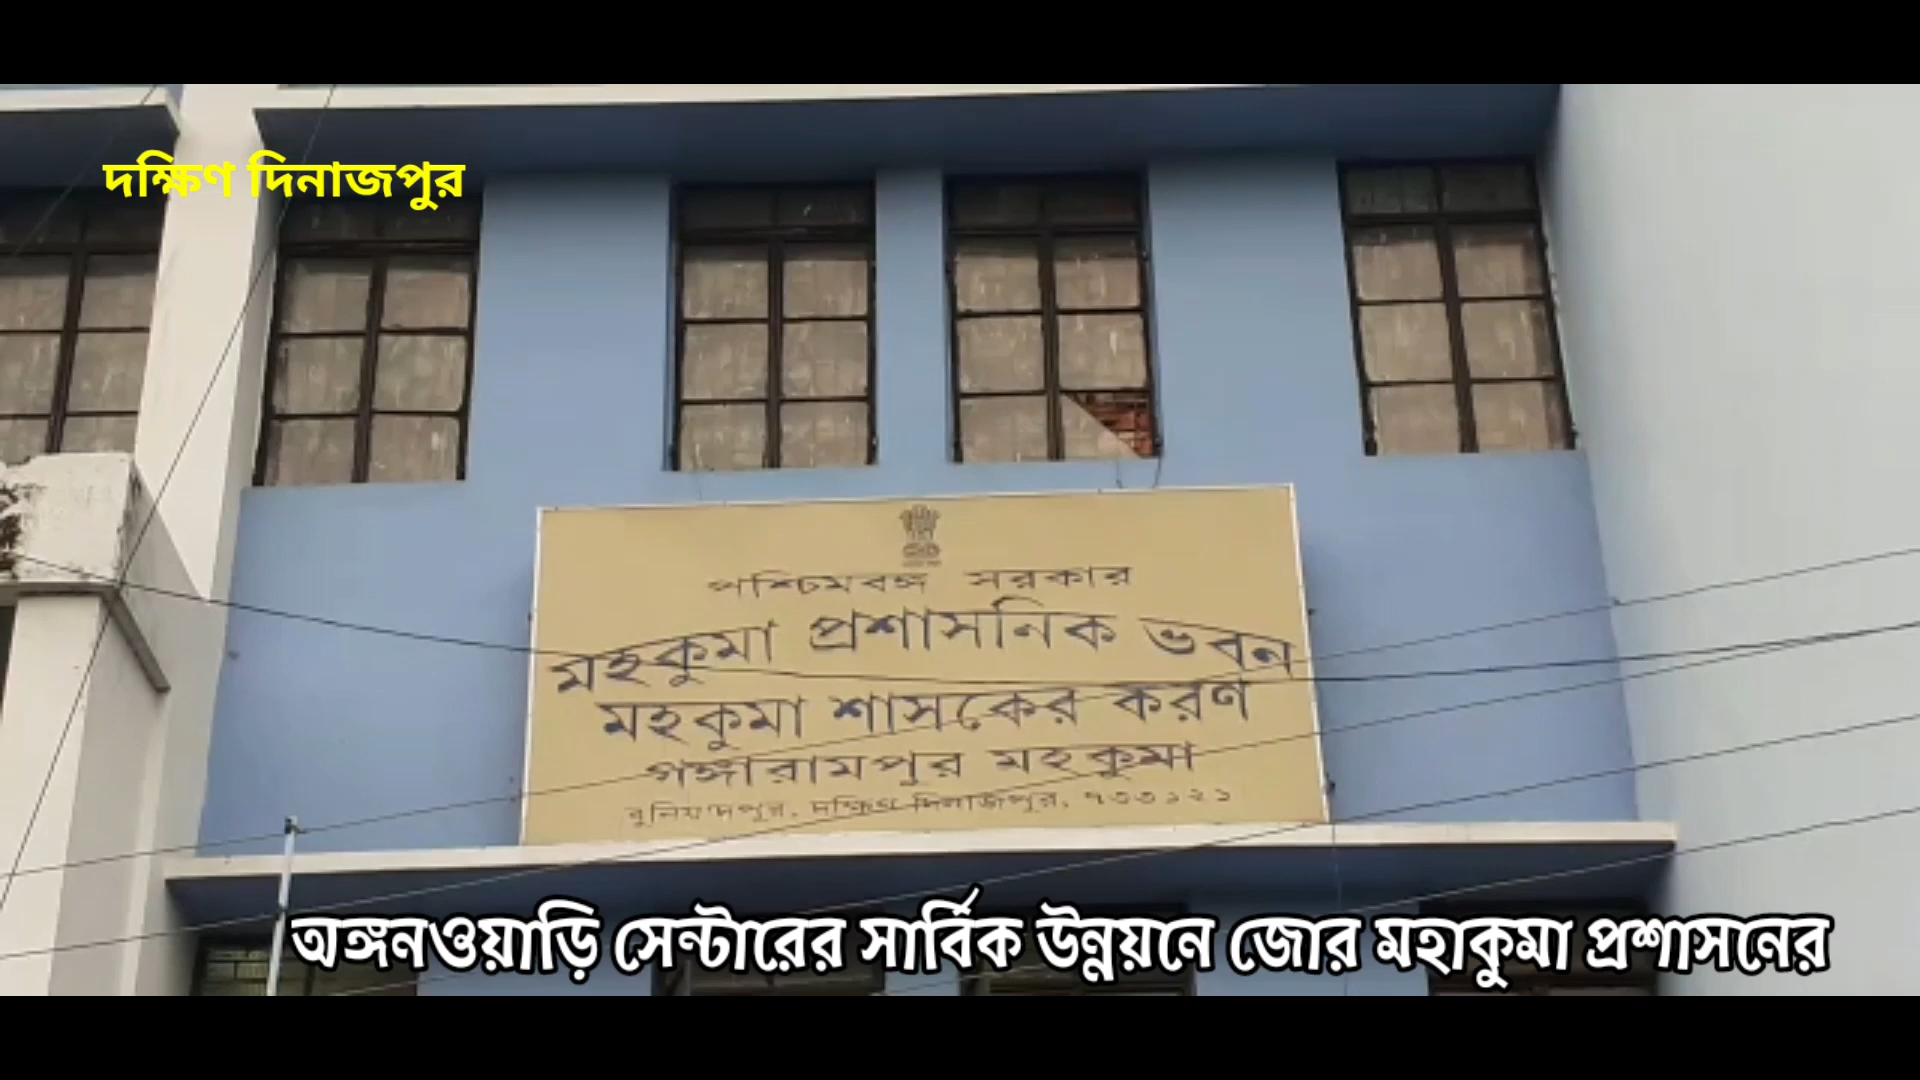 দক্ষিণ দিনাজপুর
পশ্চিমবঙ্গ সরকার
মহকুমা প্রশাসনিক ভবন
মহকুমা শাসকের করণ
গঙ্গারামপুর মহকুমা
বুনিয়াদপুর, দক্ষিণ দিনাজপুর, ৭৩৩১২১
অঙ্গনওয়াড়ি সেন্টারের সার্বিক উন্নয়নে জোর মহাকুমা প্রশাসনের